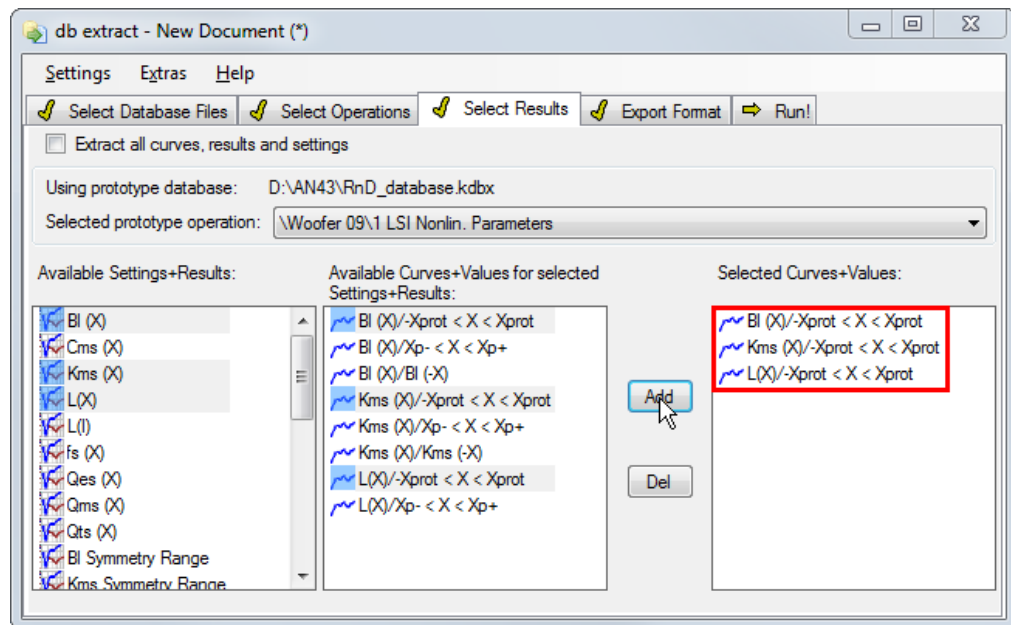 db extract - New Document (*)
Settings Extras Help
Select Database Files Select Operations Select Results Export Format Run!
Extract all curves, results and settings
Using prototype database: D:\AN43\RnD_database.kdbx
Selected prototype operation: \Woofer 09\1 LSI Nonlin. Parameters
Available Settings+Results:
Bl (X)
Cms (X)
Kms (X)
L(X)
L(I)
fs (X)
Qes (X)
Qms (X)
Qts (X)
Bl Symmetry Range
Kms Symmetry Range
Available Curves+Values for selected
Settings+Results:
Bl (X)/-Xprot < X < Xprot
Bl (X)/Xp- < X < Xp+
Bl (X)/Bl (-X)
Kms (X)/-Xprot < X < Xprot
Kms (X)/Xp- < X < Xp+
Kms (X)/Kms (-X)
L(X)/-Xprot < X < Xprot
L(X)/Xp- < X < Xp+
Add
Del
Selected Curves+Values:
Bl (X)/-Xprot < X < Xprot
Kms (X)/-Xprot < X < Xprot
L(X)/-Xprot < X < Xprot